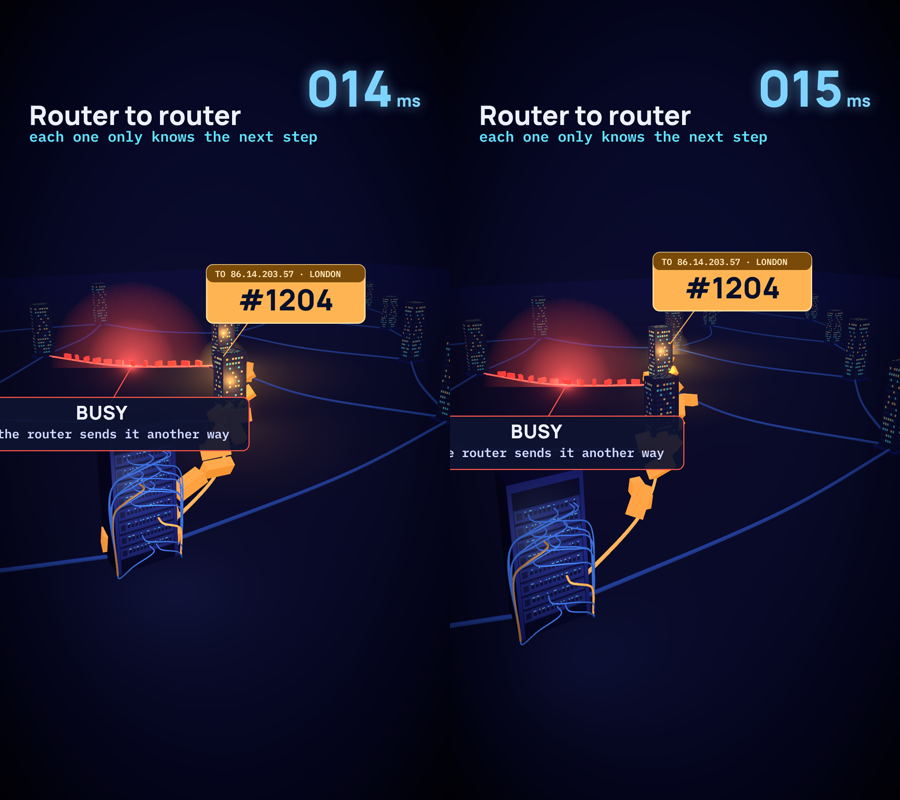 014 ms
Router to router
each one only knows the next step
TO 86.14.203.57 · LONDON
#1204
BUSY
the router sends it another way
015 ms
Router to router
each one only knows the next step
TO 86.14.203.57 · LONDON
#1204
BUSY
router sends it another way